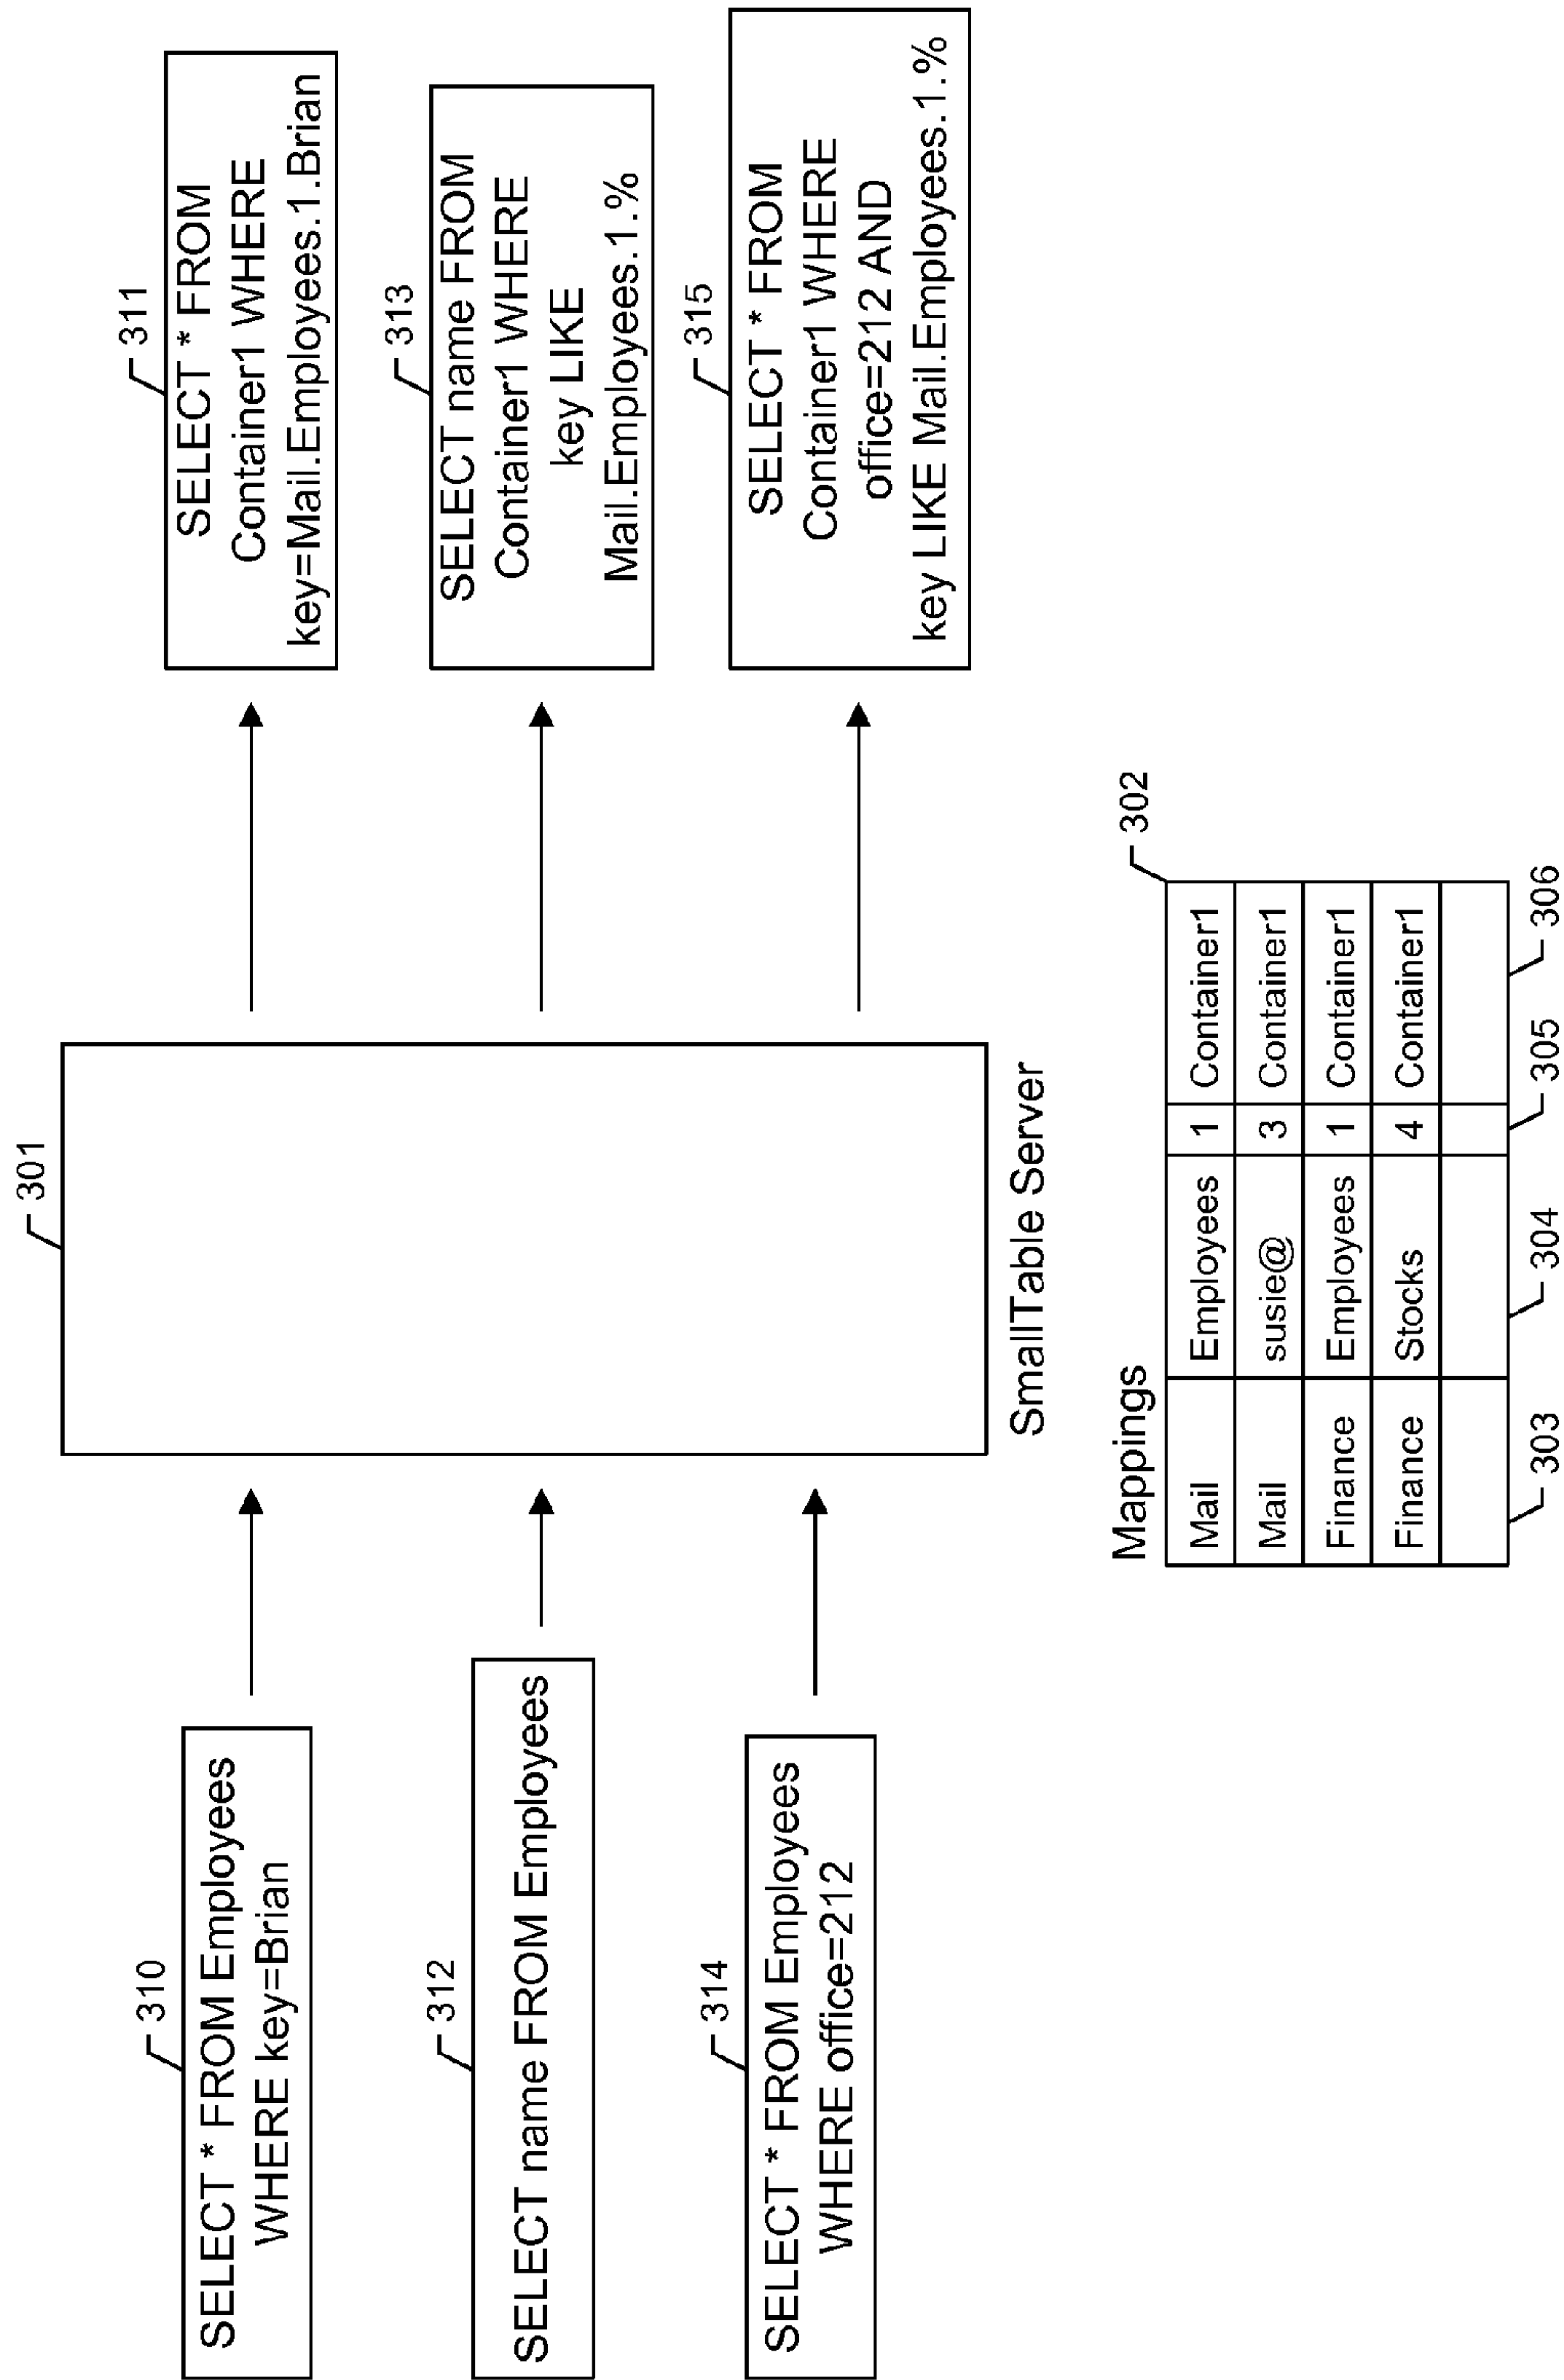 310
SELECT * FROM Employees
WHERE key=Brian
312
SELECT name FROM Employees
314
SELECT * FROM Employees
WHERE office=212
301
SmallTable Server
311
SELECT * FROM
Container1 WHERE
key=Mail.Employees.1.Brian
313
SELECT name FROM
Container1 WHERE
key LIKE
Mail.Employees.1.%
315
SELECT * FROM
Container1 WHERE
office=212 AND
key LIKE Mail.Employees.1.%
Mappings
302
Mail Employees 1 Container1
Mail susie@ 3 Container1
Finance Employees 1 Container1
Finance Stocks 4 Container1
303 304 305 306